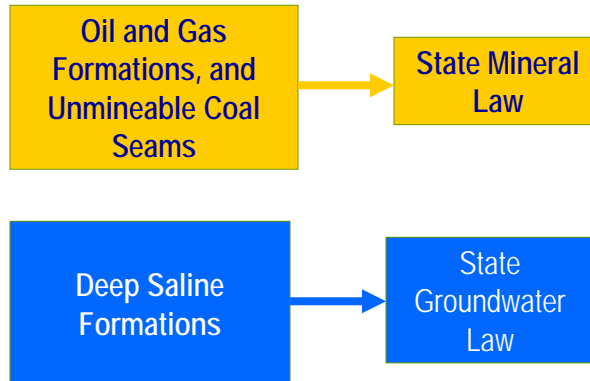 Oil and Gas
Formations, and
Unmineable Coal
Seams
State Mineral
Law
Deep Saline
Formations
State
Groundwater
Law